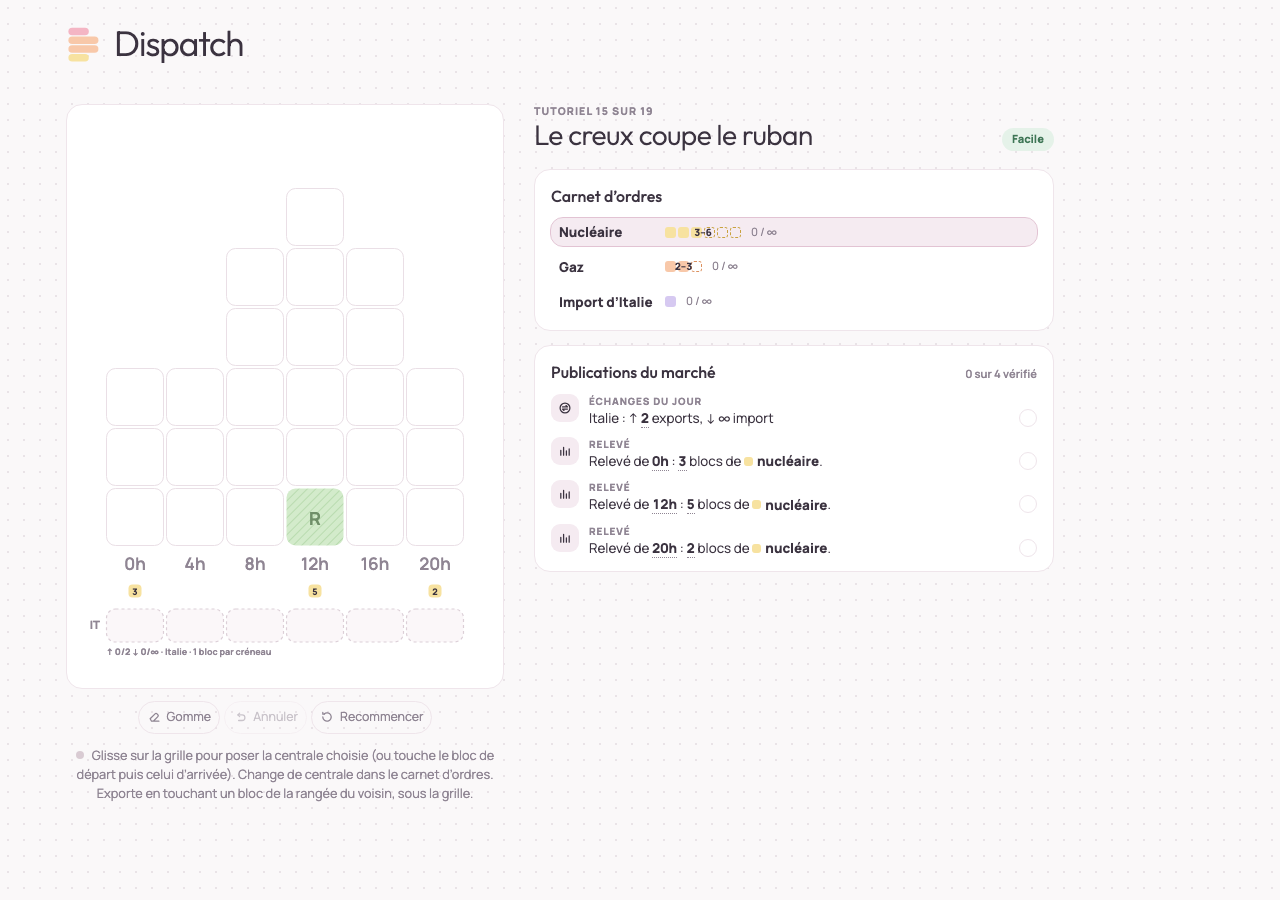 Dispatch
TUTORIEL 15 SUR 19
Le creux coupe le ruban
Facile
Carnet d’ordres
Nucléaire 3–6 0 / ∞
Gaz 2–3 0 / ∞
Import d’Italie 0 / ∞
Publications du marché
0 sur 4 vérifié
ÉCHANGES DU JOUR
Italie : ↑ 2 exports, ↓ ∞ import
RELEVÉ
Relevé de 0h : 3 blocs de nucléaire.
RELEVÉ
Relevé de 12h : 5 blocs de nucléaire.
RELEVÉ
Relevé de 20h : 2 blocs de nucléaire.
R
0h 4h 8h 12h 16h 20h
3 5 2
IT
↑ 0/2 ↓ 0/∞ · Italie · 1 bloc par créneau
Gomme Annuler Recommencer
Glisse sur la grille pour poser la centrale choisie (ou touche le bloc de
départ puis celui d'arrivée). Change de centrale dans le carnet d'ordres.
Exporte en touchant un bloc de la rangée du voisin, sous la grille.